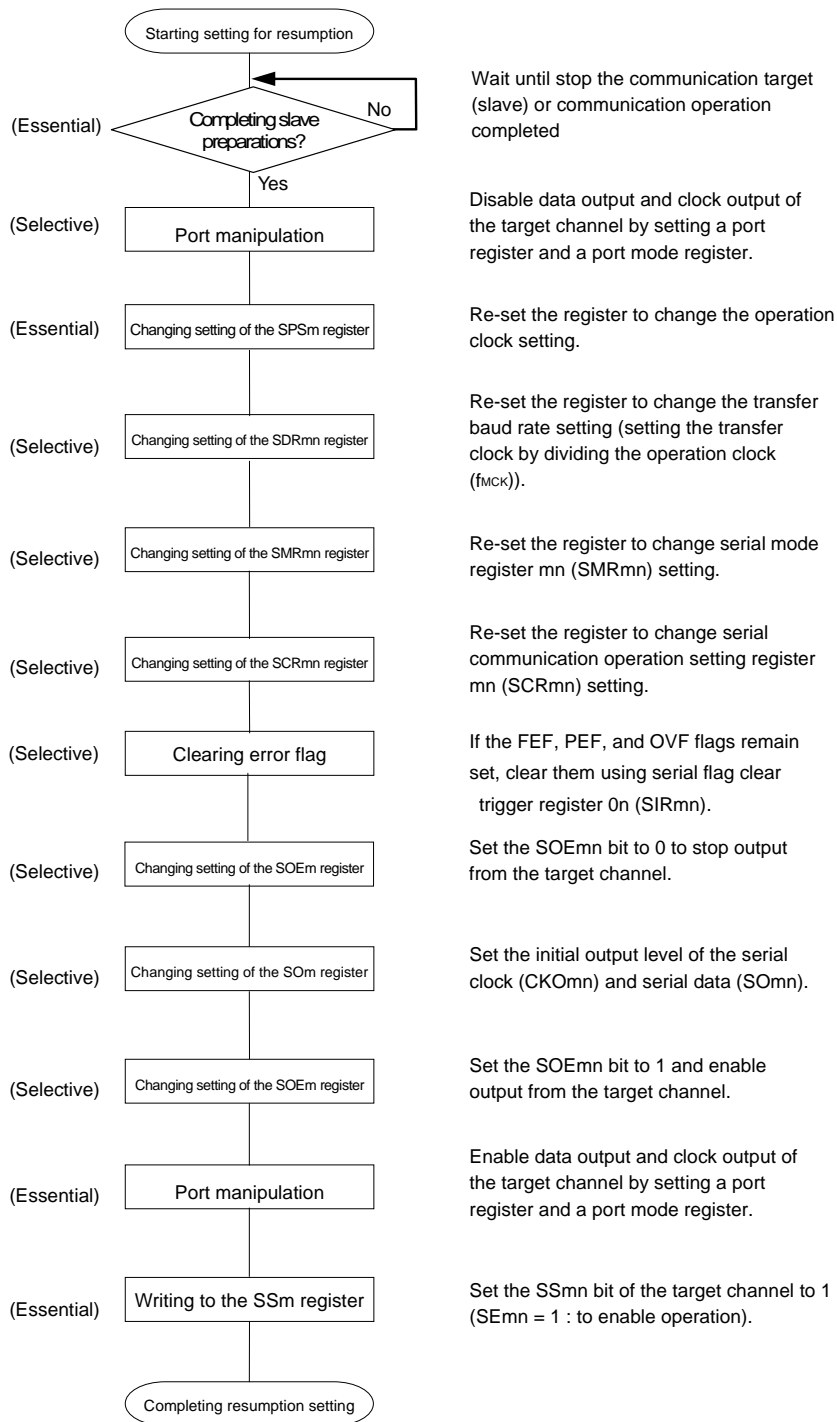 Starting setting for resumption
(Essential)
Completing slave
preparations?
No
Yes
Wait until stop the communication target
(slave) or communication operation
completed
(Selective)
Port manipulation
Disable data output and clock output of
the target channel by setting a port
register and a port mode register.
(Essential)
Changing setting of the SPSm register
Re-set the register to change the operation
clock setting.
(Selective)
Changing setting of the SDRmn register
Re-set the register to change the transfer
baud rate setting (setting the transfer
clock by dividing the operation clock
(fMCK)).
(Selective)
Changing setting of the SMRmn register
Re-set the register to change serial mode
register mn (SMRmn) setting.
(Selective)
Changing setting of the SCRmn register
Re-set the register to change serial
communication operation setting register
mn (SCRmn) setting.
(Selective)
Clearing error flag
If the FEF, PEF, and OVF flags remain
set, clear them using serial flag clear
trigger register 0n (SIRmn).
(Selective)
Changing setting of the SOEm register
Set the SOEmn bit to 0 to stop output
from the target channel.
(Selective)
Changing setting of the SOm register
Set the initial output level of the serial
clock (CKOmn) and serial data (SOmn).
(Selective)
Changing setting of the SOEm register
Set the SOEmn bit to 1 and enable
output from the target channel.
(Essential)
Port manipulation
Enable data output and clock output of
the target channel by setting a port
register and a port mode register.
(Essential)
Writing to the SSm register
Set the SSmn bit of the target channel to 1
(SEmn = 1 : to enable operation).
Completing resumption setting